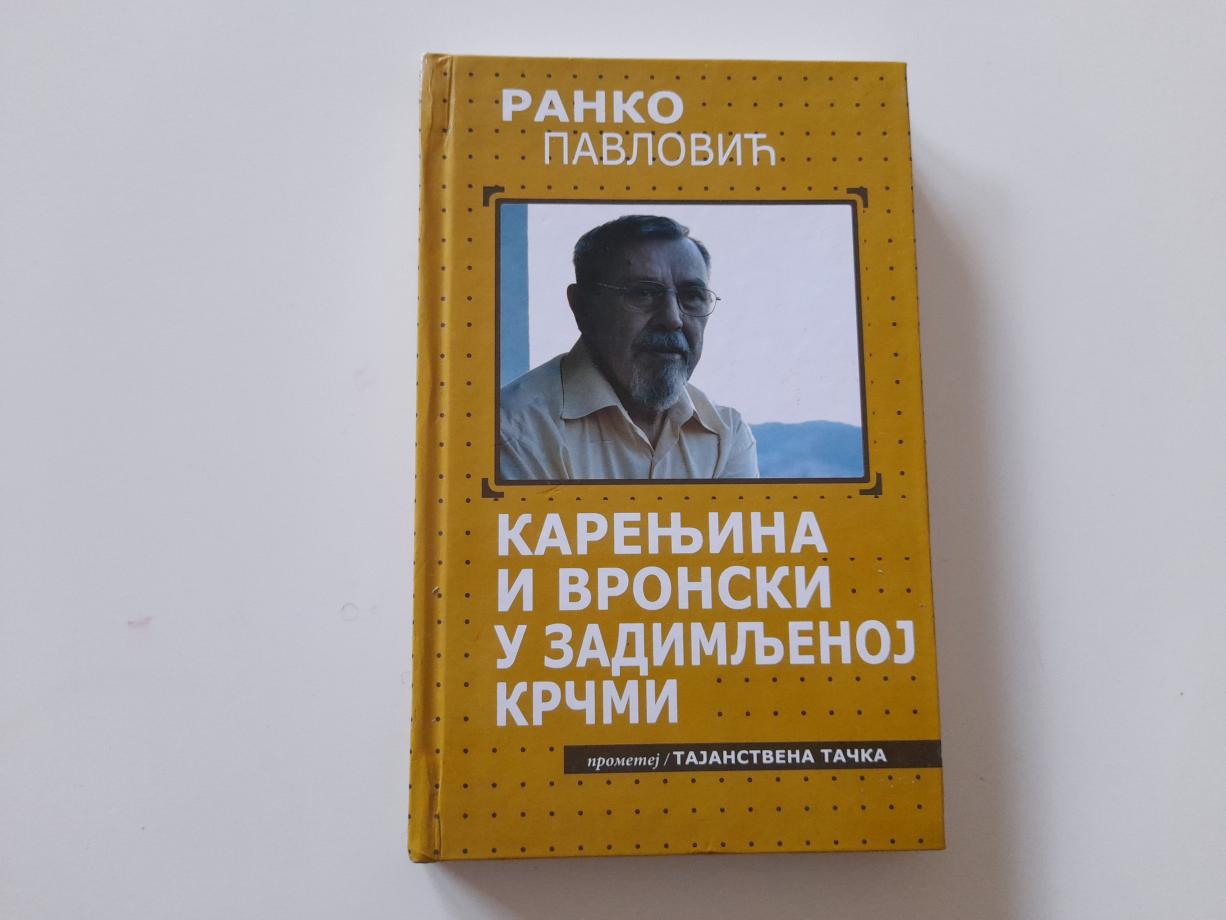 РАНКО
ПАВЛОВИЋ
КАРЕЊИНА
И ВРОНСКИ
У ЗАДИМЉЕНОЈ
КРЧМИ
прометеј / ТАЈАНСТВЕНА ТАЧКА